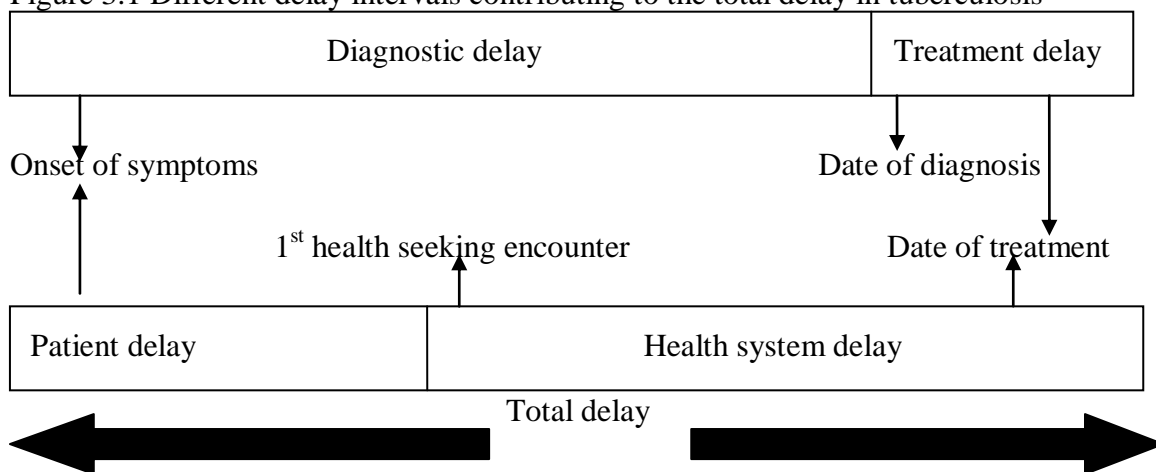 Figure 3.1 Different delay intervals contributing to the total delay in tuberculosis
Diagnostic delay
Treatment delay
Onset of symptoms
Date of diagnosis
1st health seeking encounter
Date of treatment
Patient delay
Health system delay
Total delay